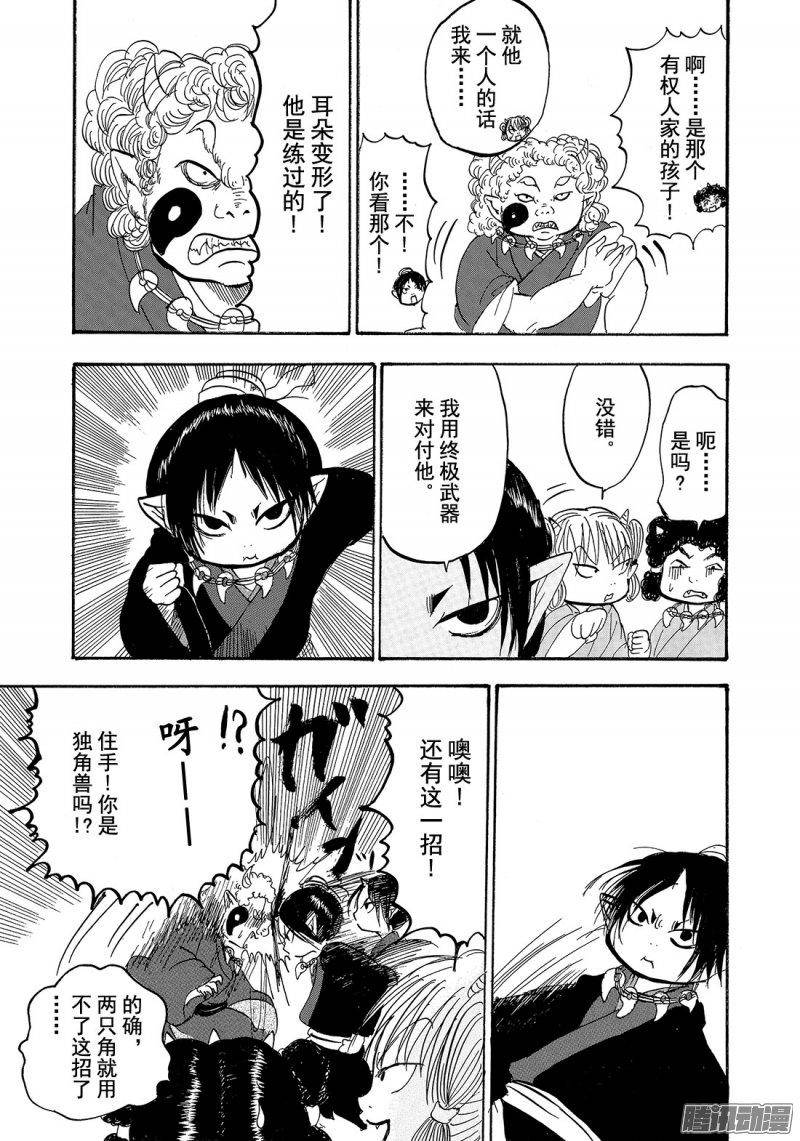 啊……是那个
有权人家的孩子！
就他
一个人的话
我来……
……不！
你看那个！
耳朵变形了！
他是练过的！
呃……
是吗？
没错。
我用终极武器
来对付他。
噢噢！
还有这一招！
ガイン
!?
呀——
住手！你是
独角兽吗!?
的确，
两只角就用
不了这招了
……
腾讯动漫